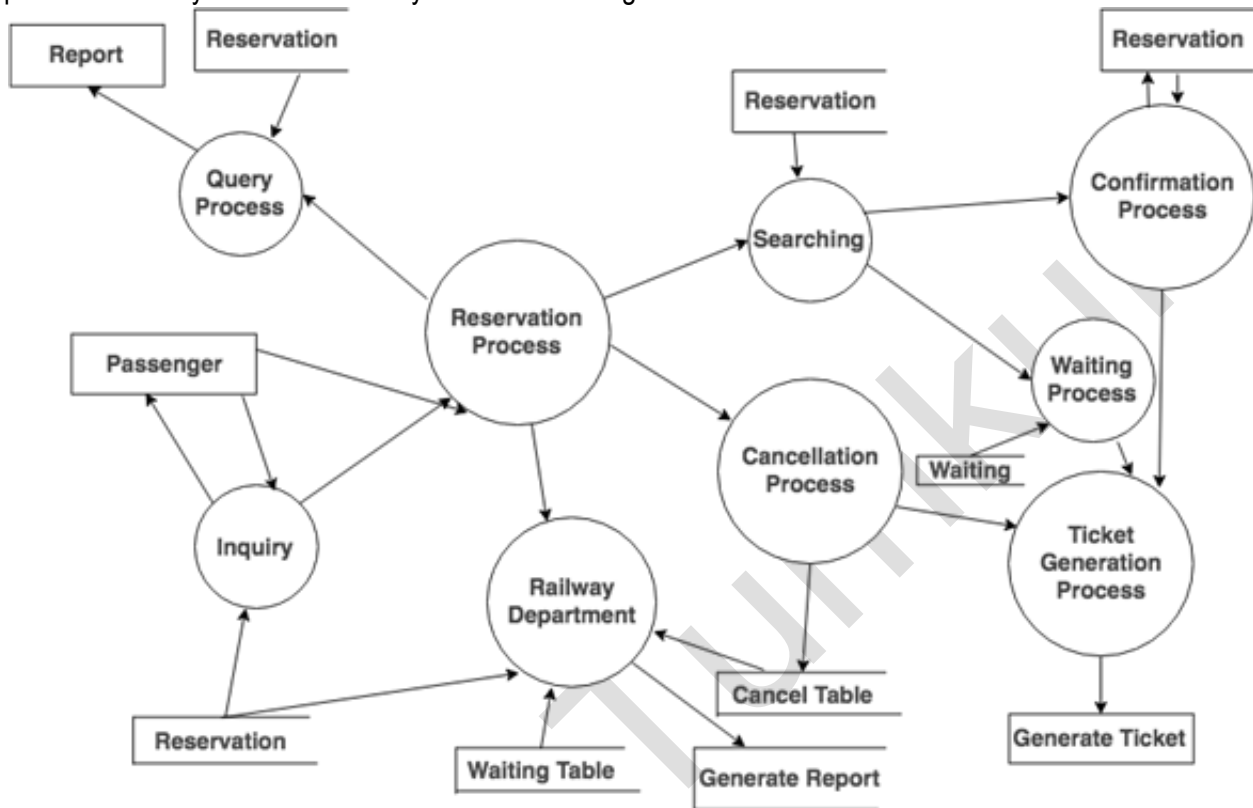 Reservation
Report
Reservation
Reservation
Query
Process
Confirmation
Process
Searching
Reservation
Process
Passenger
Waiting
Process
Cancellation
Process
Waiting
Inquiry
Railway
Department
Ticket
Generation
Process
Cancel Table
Reservation
Waiting Table
Generate Report
Generate Ticket